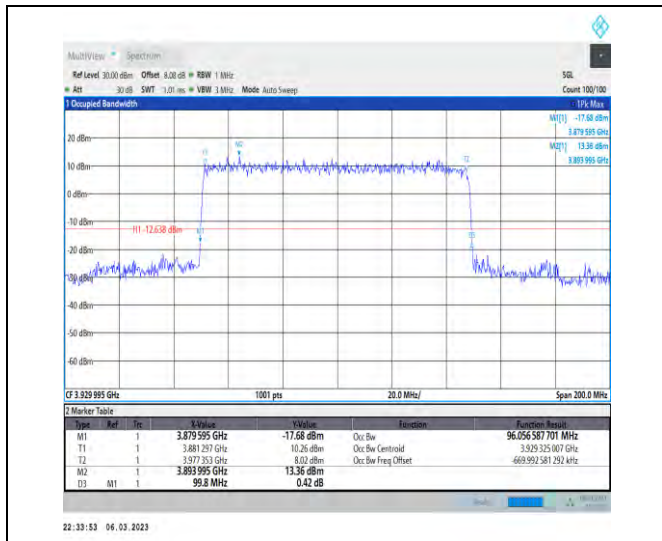 MultiView Spectrum
Ref Level 30.00 dBm Offset 8.08 dB RBW 1 MHz SGL
Att 30 dB SWT 1.01 ms VBW 3 MHz Mode Auto Sweep Count 100/100
1 Occupied Bandwidth 1Pk Max
M1[1] -17.68 dBm
3.879 595 GHz
M2[1] 13.38 dBm
3.893 995 GHz
20 dBm
10 dBm
0 dBm
-10 dBm
H1 -12.638 dBm
-20 dBm
-30 dBm
-40 dBm
-50 dBm
-60 dBm
T1
M2
T2
M1
D3
CF 3.929 995 GHz 1001 pts 20.0 MHz/ Span 200.0 MHz
2 Marker Table
Type Ref Trc X-Value Y-Value Function Function Result
M1 1 3.879 595 GHz -17.68 dBm Occ Bw 96.056 587 701 MHz
T1 1 3.881 297 GHz 10.26 dBm Occ Bw Centroid 3.929 325 007 GHz
T2 1 3.977 353 GHz 8.02 dBm Occ Bw Freq Offset -669.992 581 292 kHz
M2 1 3.893 995 GHz 13.36 dBm
D3 M1 1 99.8 MHz 0.42 dB
22:33:53 06.03.2023